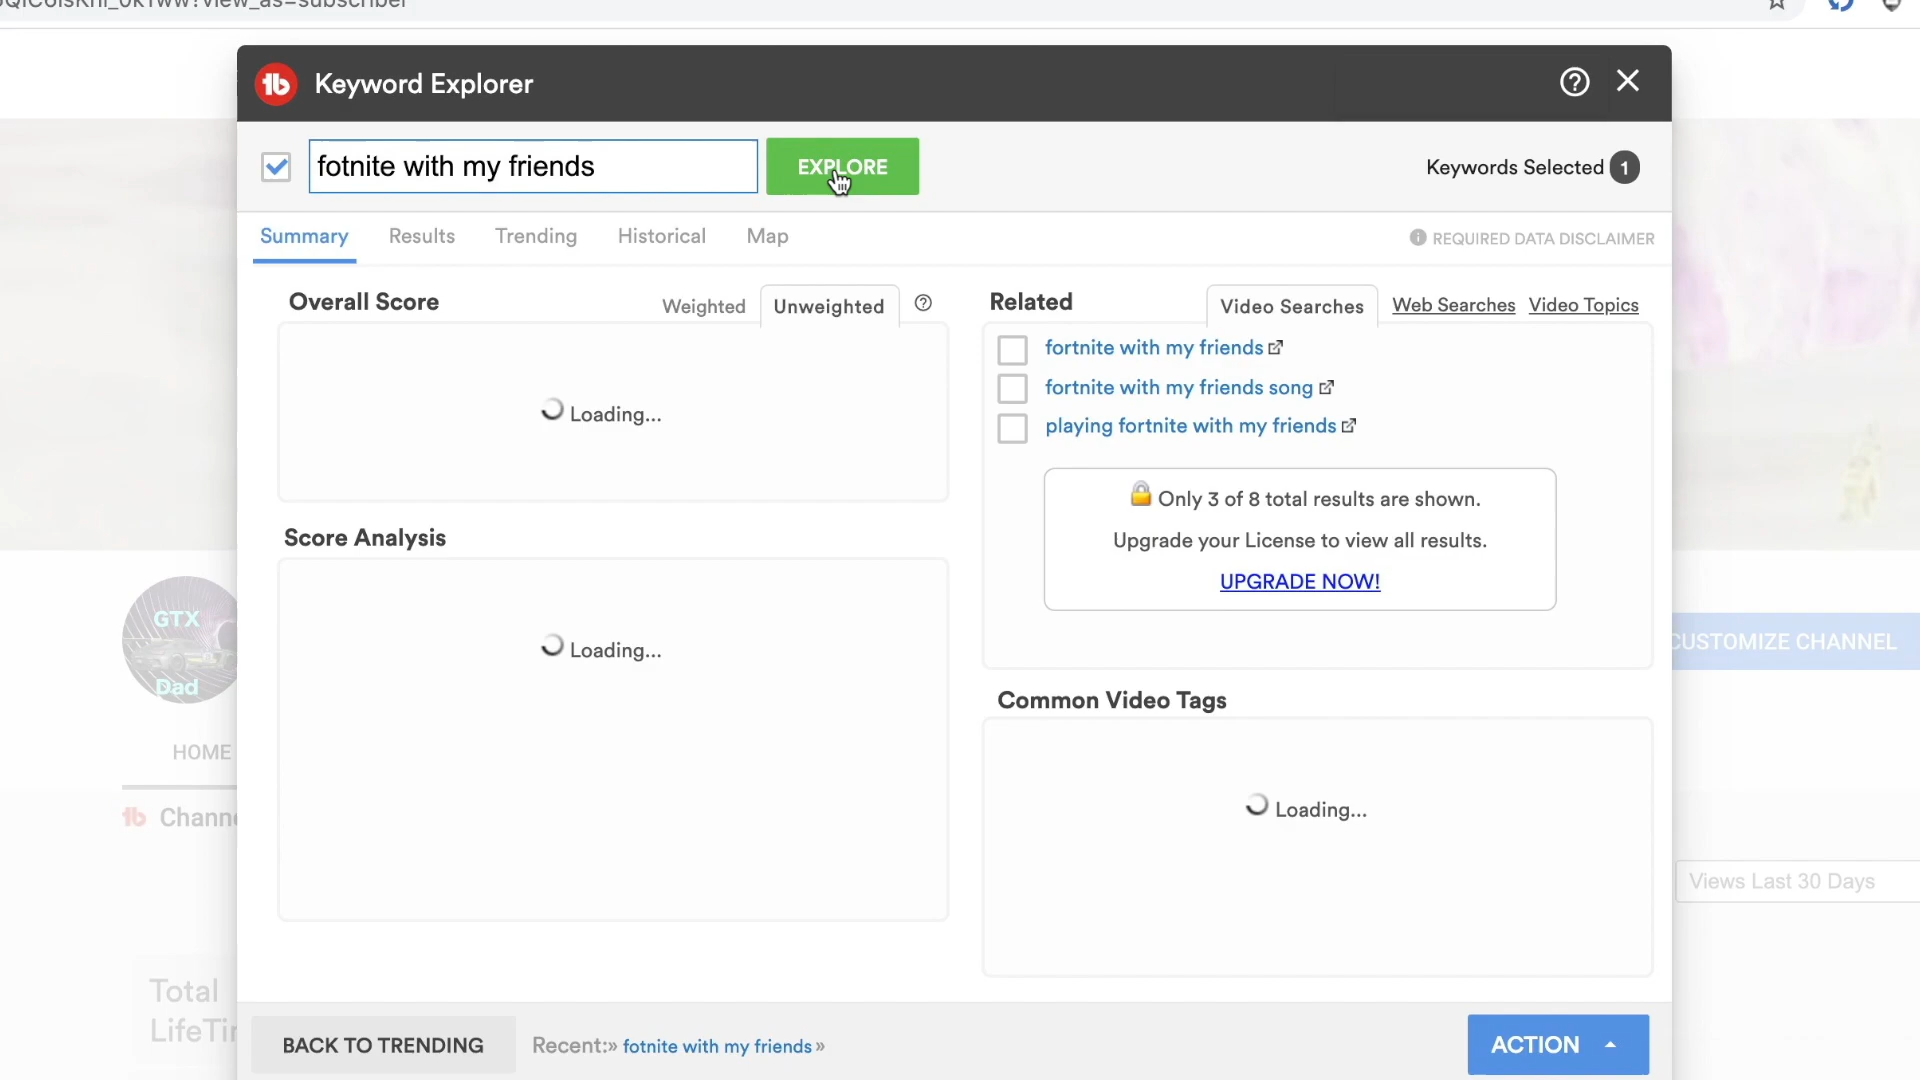 Keyword Explorer
fotnite with my friends
EXPLORE
Keywords Selected 1
Summary Results Trending Historical Map
REQUIRED DATA DISCLAIMER
Overall Score
Weighted Unweighted
Loading...
Score Analysis
Loading...
Related
Video Searches Web Searches Video Topics
fortnite with my friends
fortnite with my friends song
playing fortnite with my friends
Only 3 of 8 total results are shown.
Upgrade your License to view all results.
UPGRADE NOW!
Common Video Tags
Loading...
BACK TO TRENDING
Recent:» fotnite with my friends »
ACTION
GTX
Dad
HOME
CUSTOMIZE CHANNEL
Views Last 30 Days
Total